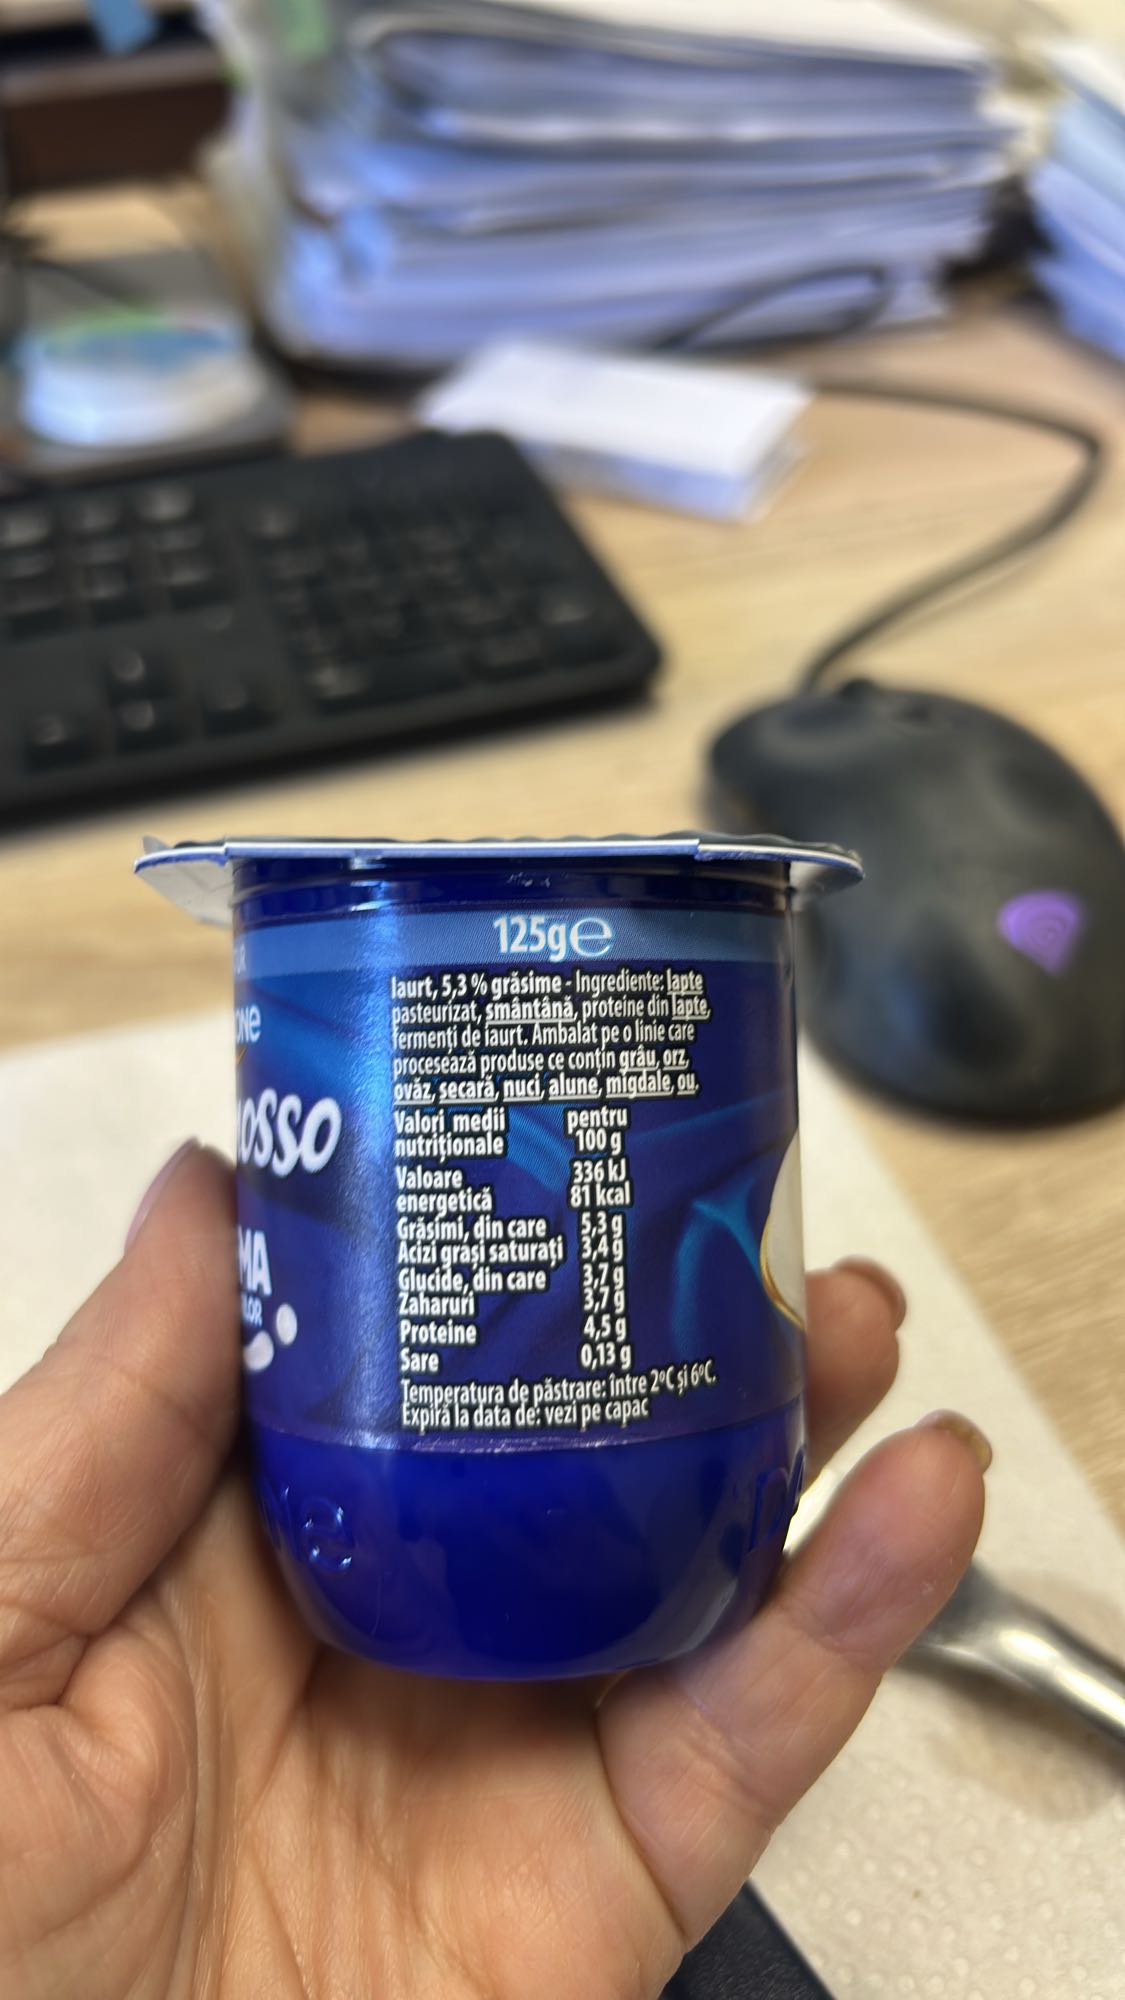 125g ℮
Iaurt, 5,3 % grăsime - Ingrediente: lapte
pasteurizat, smântână, proteine din lapte,
fermenți de iaurt. Ambalat pe o linie care
procesează produse ce conțin grâu, orz,
ovăz, secară, nuci, alune, migdale, ou.
Valori medii pentru
nutriționale 100 g
Valoare 336 kJ
energetică 81 kcal
Grăsimi, din care 5,3 g
Acizi grași saturați 3,4 g
Glucide, din care 3,7 g
Zaharuri 3,7 g
Proteine 4,5 g
Sare 0,13 g
Temperatura de păstrare: între 2°C și 6°C.
Expiră la data de: vezi pe capac